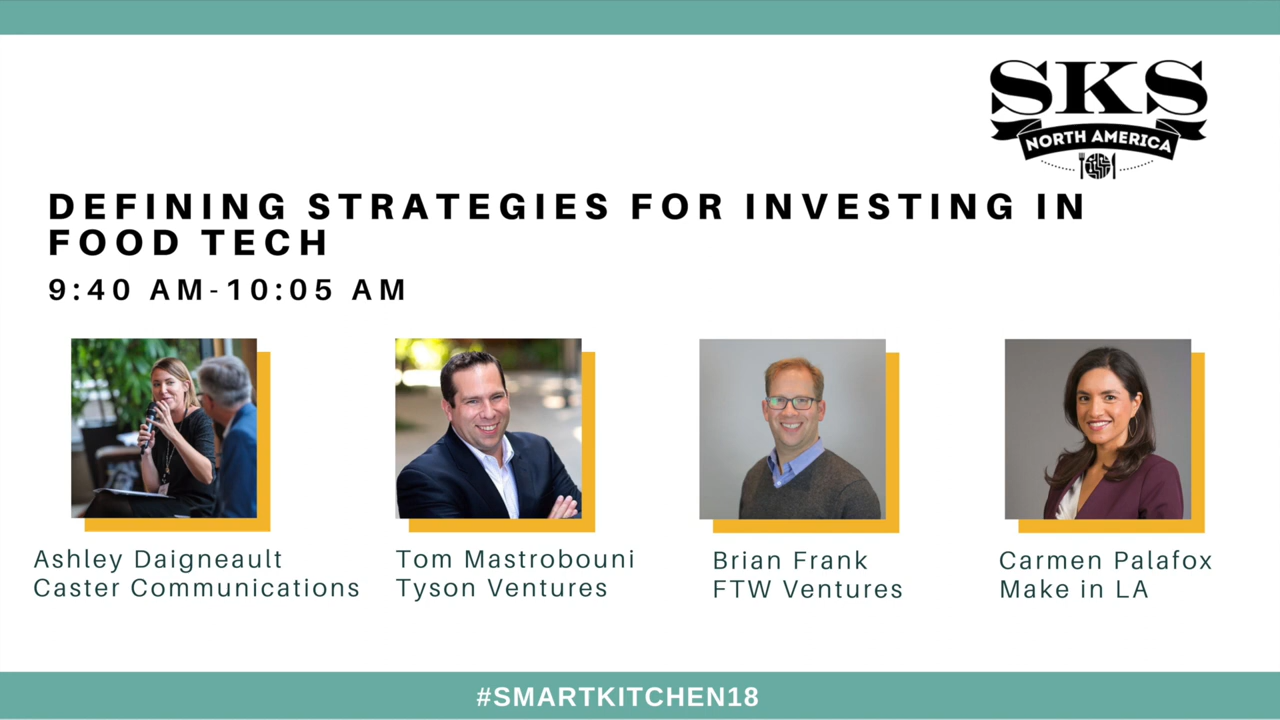 SKS
NORTH AMERICA
DEFINING STRATEGIES FOR INVESTING IN
FOOD TECH
9:40 AM-10:05 AM
Ashley Daigneault
Caster Communications
Tom Mastrobouni
Tyson Ventures
Brian Frank
FTW Ventures
Carmen Palafox
Make in LA
#SMARTKITCHEN18